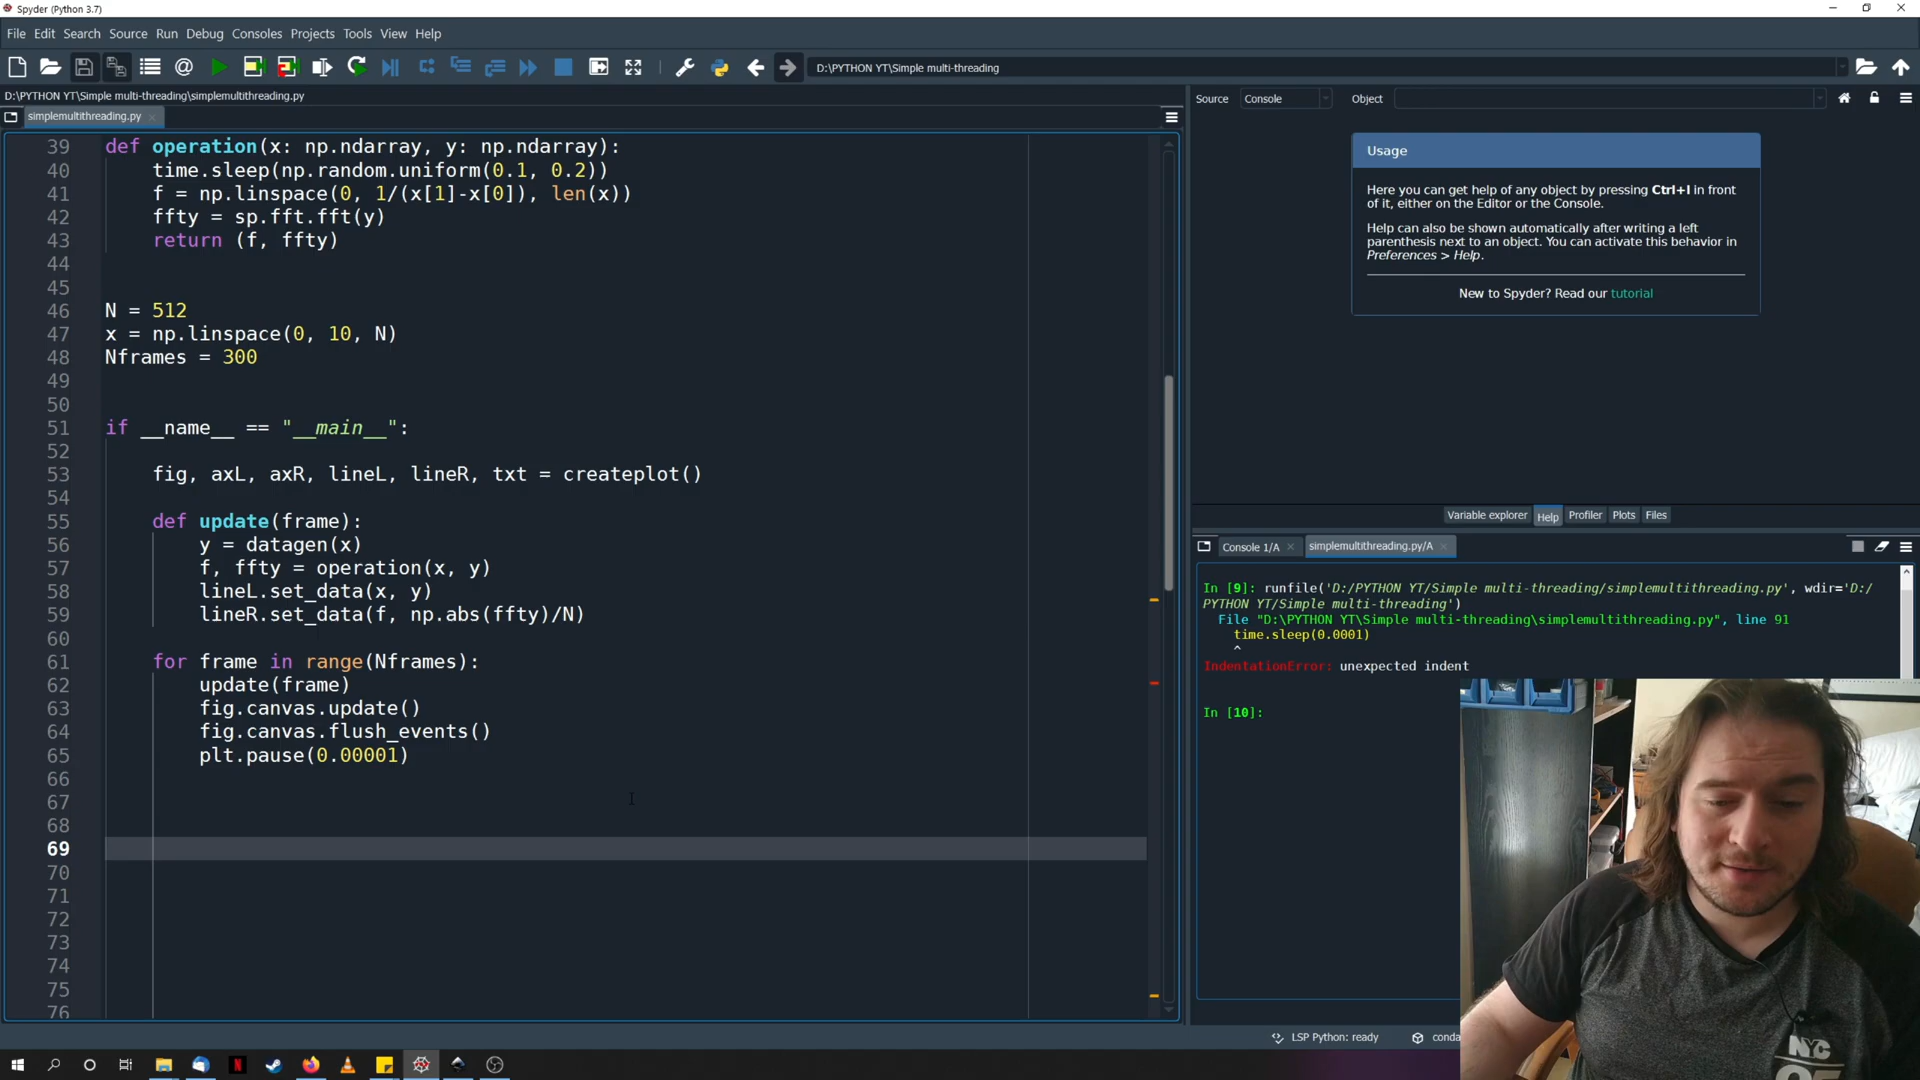 Spyder (Python 3.7)
File Edit Search Source Run Debug Consoles Projects Tools View Help
D:\PYTHON YT\Simple multi-threading
D:\PYTHON YT\Simple multi-threading\simplemultithreading.py
simplemultithreading.py
39 def operation(x: np.ndarray, y: np.ndarray):
40 time.sleep(np.random.uniform(0.1, 0.2))
41 f = np.linspace(0, 1/(x[1]-x[0]), len(x))
42 ffty = sp.fft.fft(y)
43 return (f, ffty)
44
45
46 N = 512
47 x = np.linspace(0, 10, N)
48 Nframes = 300
49
50
51 if __name__ == "__main__":
52
53 fig, axL, axR, lineL, lineR, txt = createplot()
54
55 def update(frame):
56 y = datagen(x)
57 f, ffty = operation(x, y)
58 lineL.set_data(x, y)
59 lineR.set_data(f, np.abs(ffty)/N)
60
61 for frame in range(Nframes):
62 update(frame)
63 fig.canvas.update()
64 fig.canvas.flush_events()
65 plt.pause(0.00001)
66
67
68
69
70
71
72
73
74
75
76
Source Console Object
Usage
Here you can get help of any object by pressing Ctrl+I in front
of it, either on the Editor or the Console.
Help can also be shown automatically after writing a left
parenthesis next to an object. You can activate this behavior in
Preferences > Help.
New to Spyder? Read our tutorial
Variable explorer Help Profiler Plots Files
Console 1/A simplemultithreading.py/A
In [9]: runfile('D:/PYTHON YT/Simple multi-threading/simplemultithreading.py', wdir='D:/
PYTHON YT/Simple multi-threading')
File "D:\PYTHON YT\Simple multi-threading\simplemultithreading.py", line 91
time.sleep(0.0001)
^
IndentationError: unexpected indent
In [10]:
LSP Python: ready conda
NYC